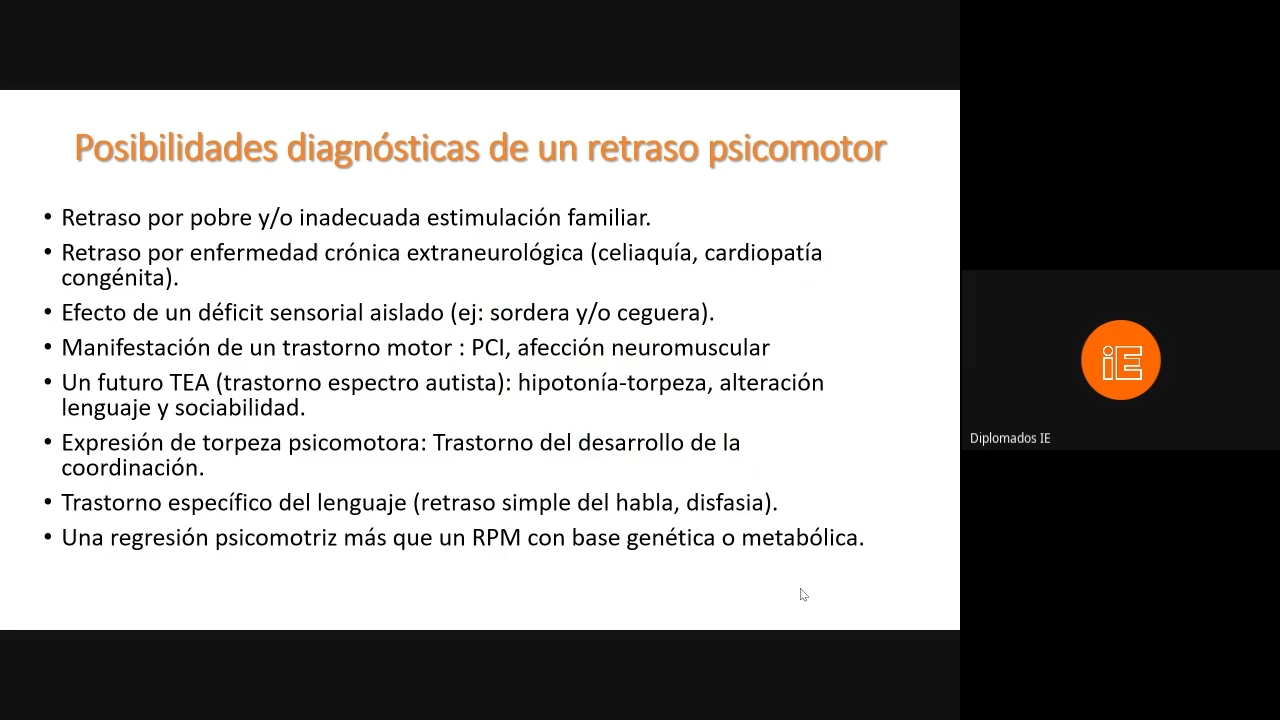 Posibilidades diagnósticas de un retraso psicomotor
• Retraso por pobre y/o inadecuada estimulación familiar.
• Retraso por enfermedad crónica extraneurológica (celiaquía, cardiopatía
congénita).
• Efecto de un déficit sensorial aislado (ej: sordera y/o ceguera).
• Manifestación de un trastorno motor : PCI, afección neuromuscular
• Un futuro TEA (trastorno espectro autista): hipotonía-torpeza, alteración
lenguaje y sociabilidad.
• Expresión de torpeza psicomotora: Trastorno del desarrollo de la
coordinación.
• Trastorno específico del lenguaje (retraso simple del habla, disfasia).
• Una regresión psicomotriz más que un RPM con base genética o metabólica.
iE
Diplomados IE